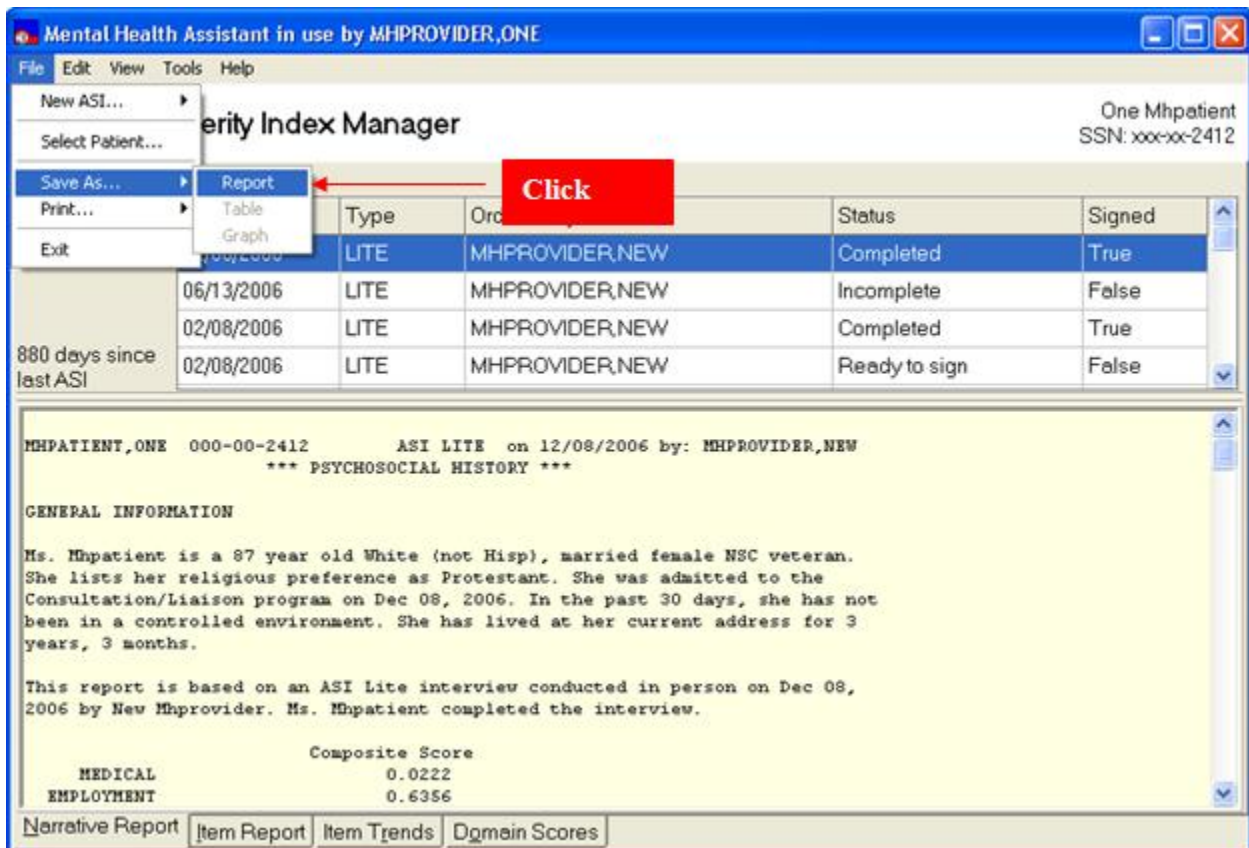 Mental Health Assistant in use by MHPROVIDER,ONE
File Edit View Tools Help
New ASI...
Select Patient...
Save As...
Print...
Exit
Report
Table
Graph
erity Index Manager
One Mhpatient
SSN: xxx-xx-2412
Click
Type Status Signed
LITE MHPROVIDER,NEW Completed True
06/13/2006 LITE MHPROVIDER,NEW Incomplete False
02/08/2006 LITE MHPROVIDER,NEW Completed True
02/08/2006 LITE MHPROVIDER,NEW Ready to sign False
880 days since
last ASI
MHPATIENT,ONE 000-00-2412 ASI LITE on 12/08/2006 by: MHPROVIDER,NEW
*** PSYCHOSOCIAL HISTORY ***
GENERAL INFORMATION
Ms. Mhpatient is a 87 year old White (not Hisp), married female NSC veteran.
She lists her religious preference as Protestant. She was admitted to the
Consultation/Liaison program on Dec 08, 2006. In the past 30 days, she has not
been in a controlled environment. She has lived at her current address for 3
years, 3 months.
This report is based on an ASI Lite interview conducted in person on Dec 08,
2006 by New Mhprovider. Ms. Mhpatient completed the interview.
Composite Score
MEDICAL 0.0222
EMPLOYMENT 0.6356
Narrative Report Item Report Item Trends Domain Scores